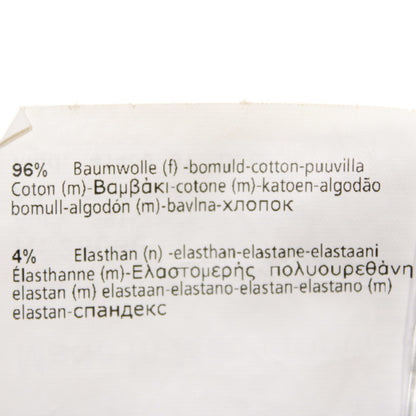 96% Baumwolle (f) -bomuld-cotton-puuvilla
Coton (m)-Βαμβάκι-cotone (m)-katoen-algodão
bomull-algodón (m)-bavlna-хлопок
4% Elasthan (n) -elasthan-elastane-elastaani
Élasthanne (m)-Ελαστομερής πολυουρεθάνη
elastan (m) elastaan-elastano-elastan-elastano (m)
elastan-спандекс